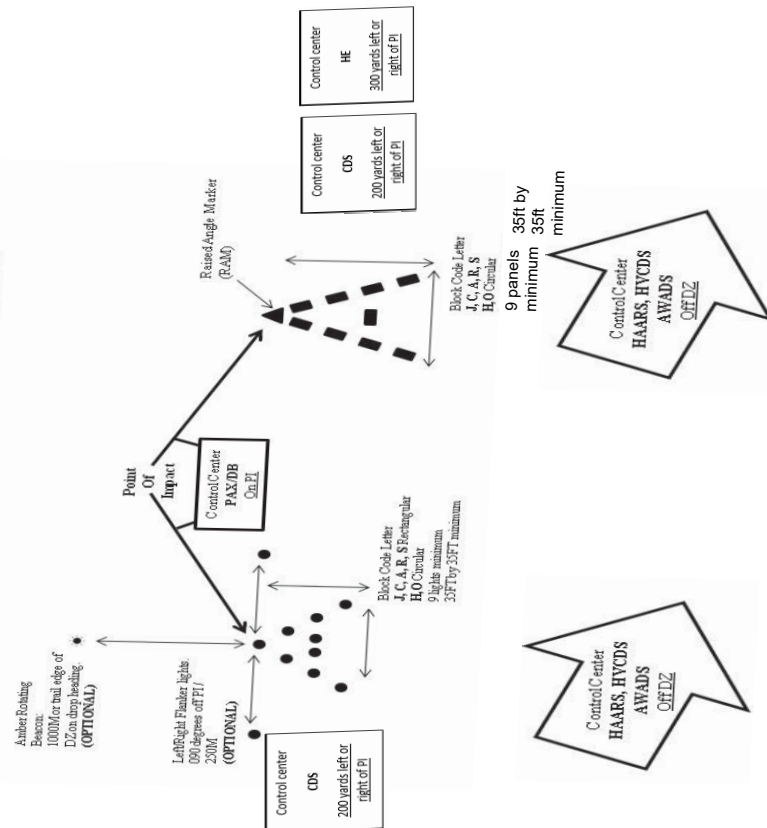 Amber Rotating
Beacon:
1000M or trail edge of
DZ on drop heading.
(OPTIONAL)
Left/Right Flanker lights.
090 degrees off PI/
250M
(OPTIONAL)
Control center
CDS
200 yards left or
right of PI
Point
Of
Impact
Control Center
PAX/DB
On PI
Block Code Letter
J, C, A, R, S Rectangular
H,O Circular
9 lights minimum
35FT by 35FT minimum
Raised Angle Marker
(RAM)
Block Code Letter
J, C, A, R, S
H,O Circular
9 panels
minimum
35ft by
35ft
minimum
Control center
CDS
200 yards left or
right of PI
Control center
HE
300 yards left or
right of PI
Control Center
HAARS, HVCDS
AWADS
Off DZ
Control Center
HAARS, HVCDS
AWADS
Off DZ